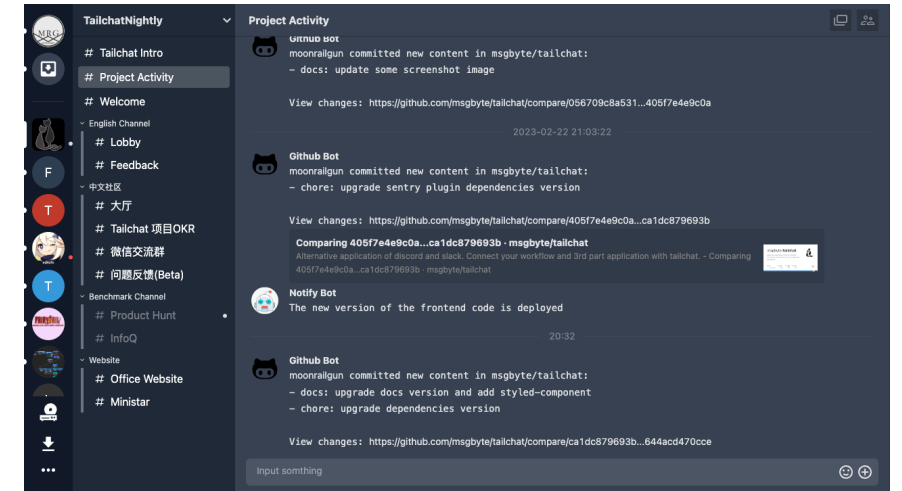 MRG
TailchatNightly
# Tailchat Intro
# Project Activity
# Welcome
English Channel
# Lobby
# Feedback
中文社区
# 大厅
# Tailchat 项目OKR
# 微信交流群
# 问题反馈(Beta)
Benchmark Channel
# Product Hunt
# InfoQ
Website
# Office Website
# Ministar
F
T
T
Project Activity
Github Bot
moonrailgun committed new content in msgbyte/tailchat:
– docs: update some screenshot image
View changes: https://github.com/msgbyte/tailchat/compare/056709c8a531...405f7e4e9c0a
2023-02-22 21:03:22
Github Bot
moonrailgun committed new content in msgbyte/tailchat:
– chore: upgrade sentry plugin dependencies version
View changes: https://github.com/msgbyte/tailchat/compare/405f7e4e9c0a...ca1dc879693b
Comparing 405f7e4e9c0a...ca1dc879693b · msgbyte/tailchat
Alternative application of discord and slack. Connect your workflow and 3rd part application with tailchat. - Comparing
405f7e4e9c0a...ca1dc879693b · msgbyte/tailchat
Notify Bot
The new version of the frontend code is deployed
20:32
Github Bot
moonrailgun committed new content in msgbyte/tailchat:
– docs: upgrade docs version and add styled–component
– chore: upgrade dependencies version
View changes: https://github.com/msgbyte/tailchat/compare/ca1dc879693b...644acd470cce
Input somthing